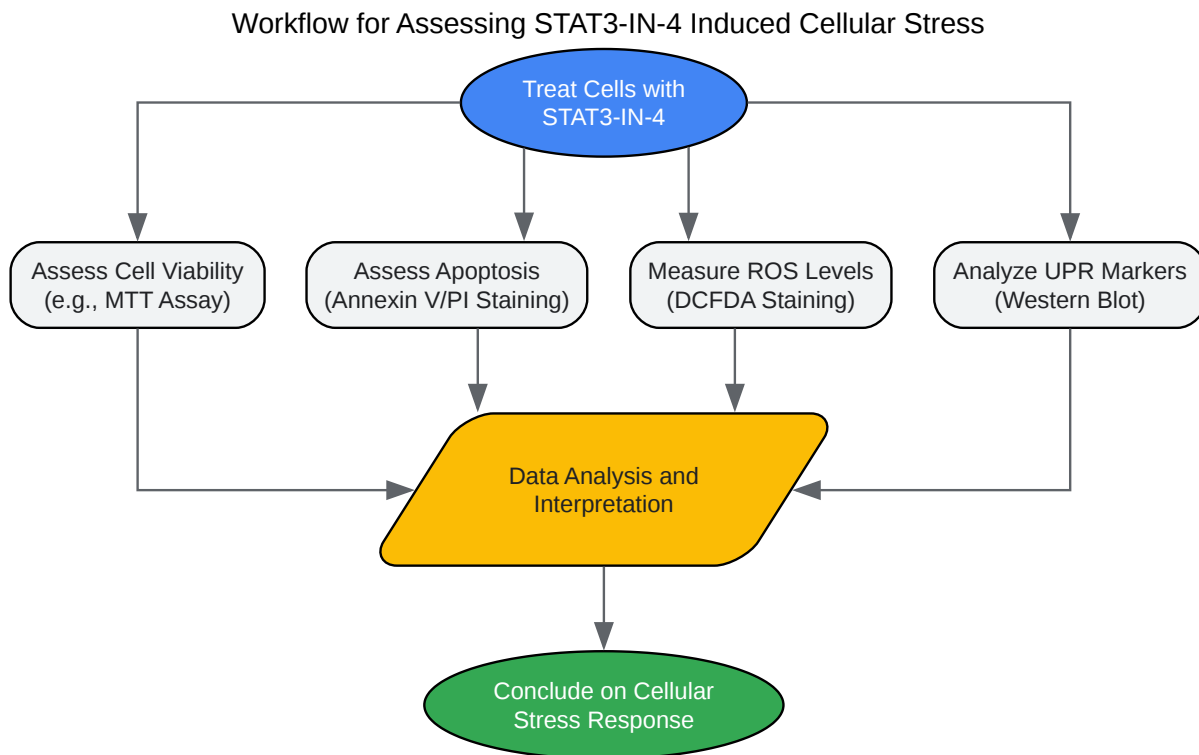 Workflow for Assessing STAT3-IN-4 Induced Cellular Stress
Treat Cells with
STAT3-IN-4
Assess Cell Viability
(e.g., MTT Assay)
Assess Apoptosis
(Annexin V/PI Staining)
Measure ROS Levels
(DCFDA Staining)
Analyze UPR Markers
(Western Blot)
Data Analysis and
Interpretation
Conclude on Cellular
Stress Response